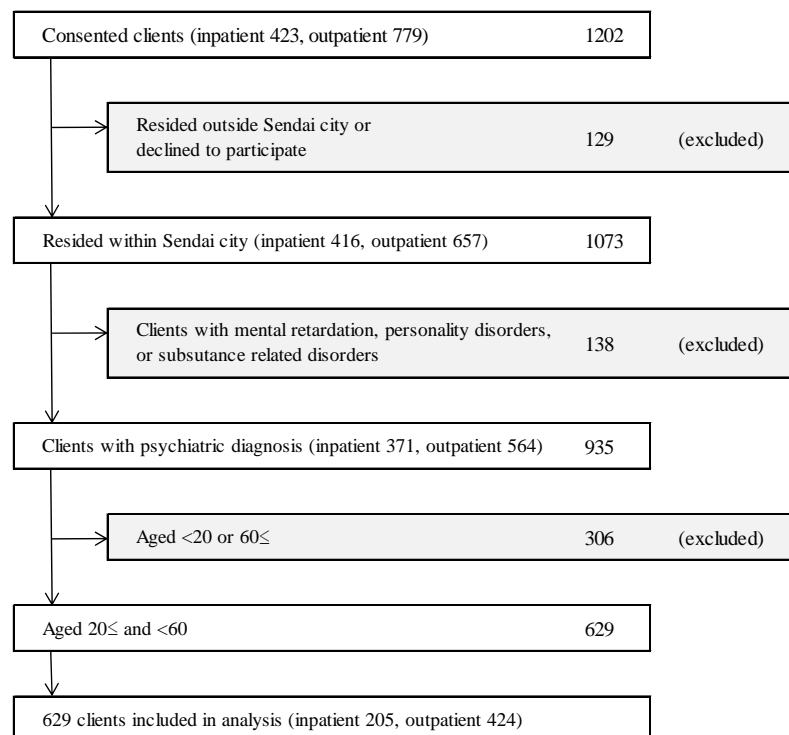 Consented clients (inpatient 423, outpatient 779) 1202
Resided outside Sendai city or
declined to participate 129 (excluded)
Resided within Sendai city (inpatient 416, outpatient 657) 1073
Clients with mental retardation, personality disorders,
or subsutance related disorders 138 (excluded)
Clients with psychiatric diagnosis (inpatient 371, outpatient 564) 935
Aged <20 or 60≤ 306 (excluded)
Aged 20≤ and <60 629
629 clients included in analysis (inpatient 205, outpatient 424)